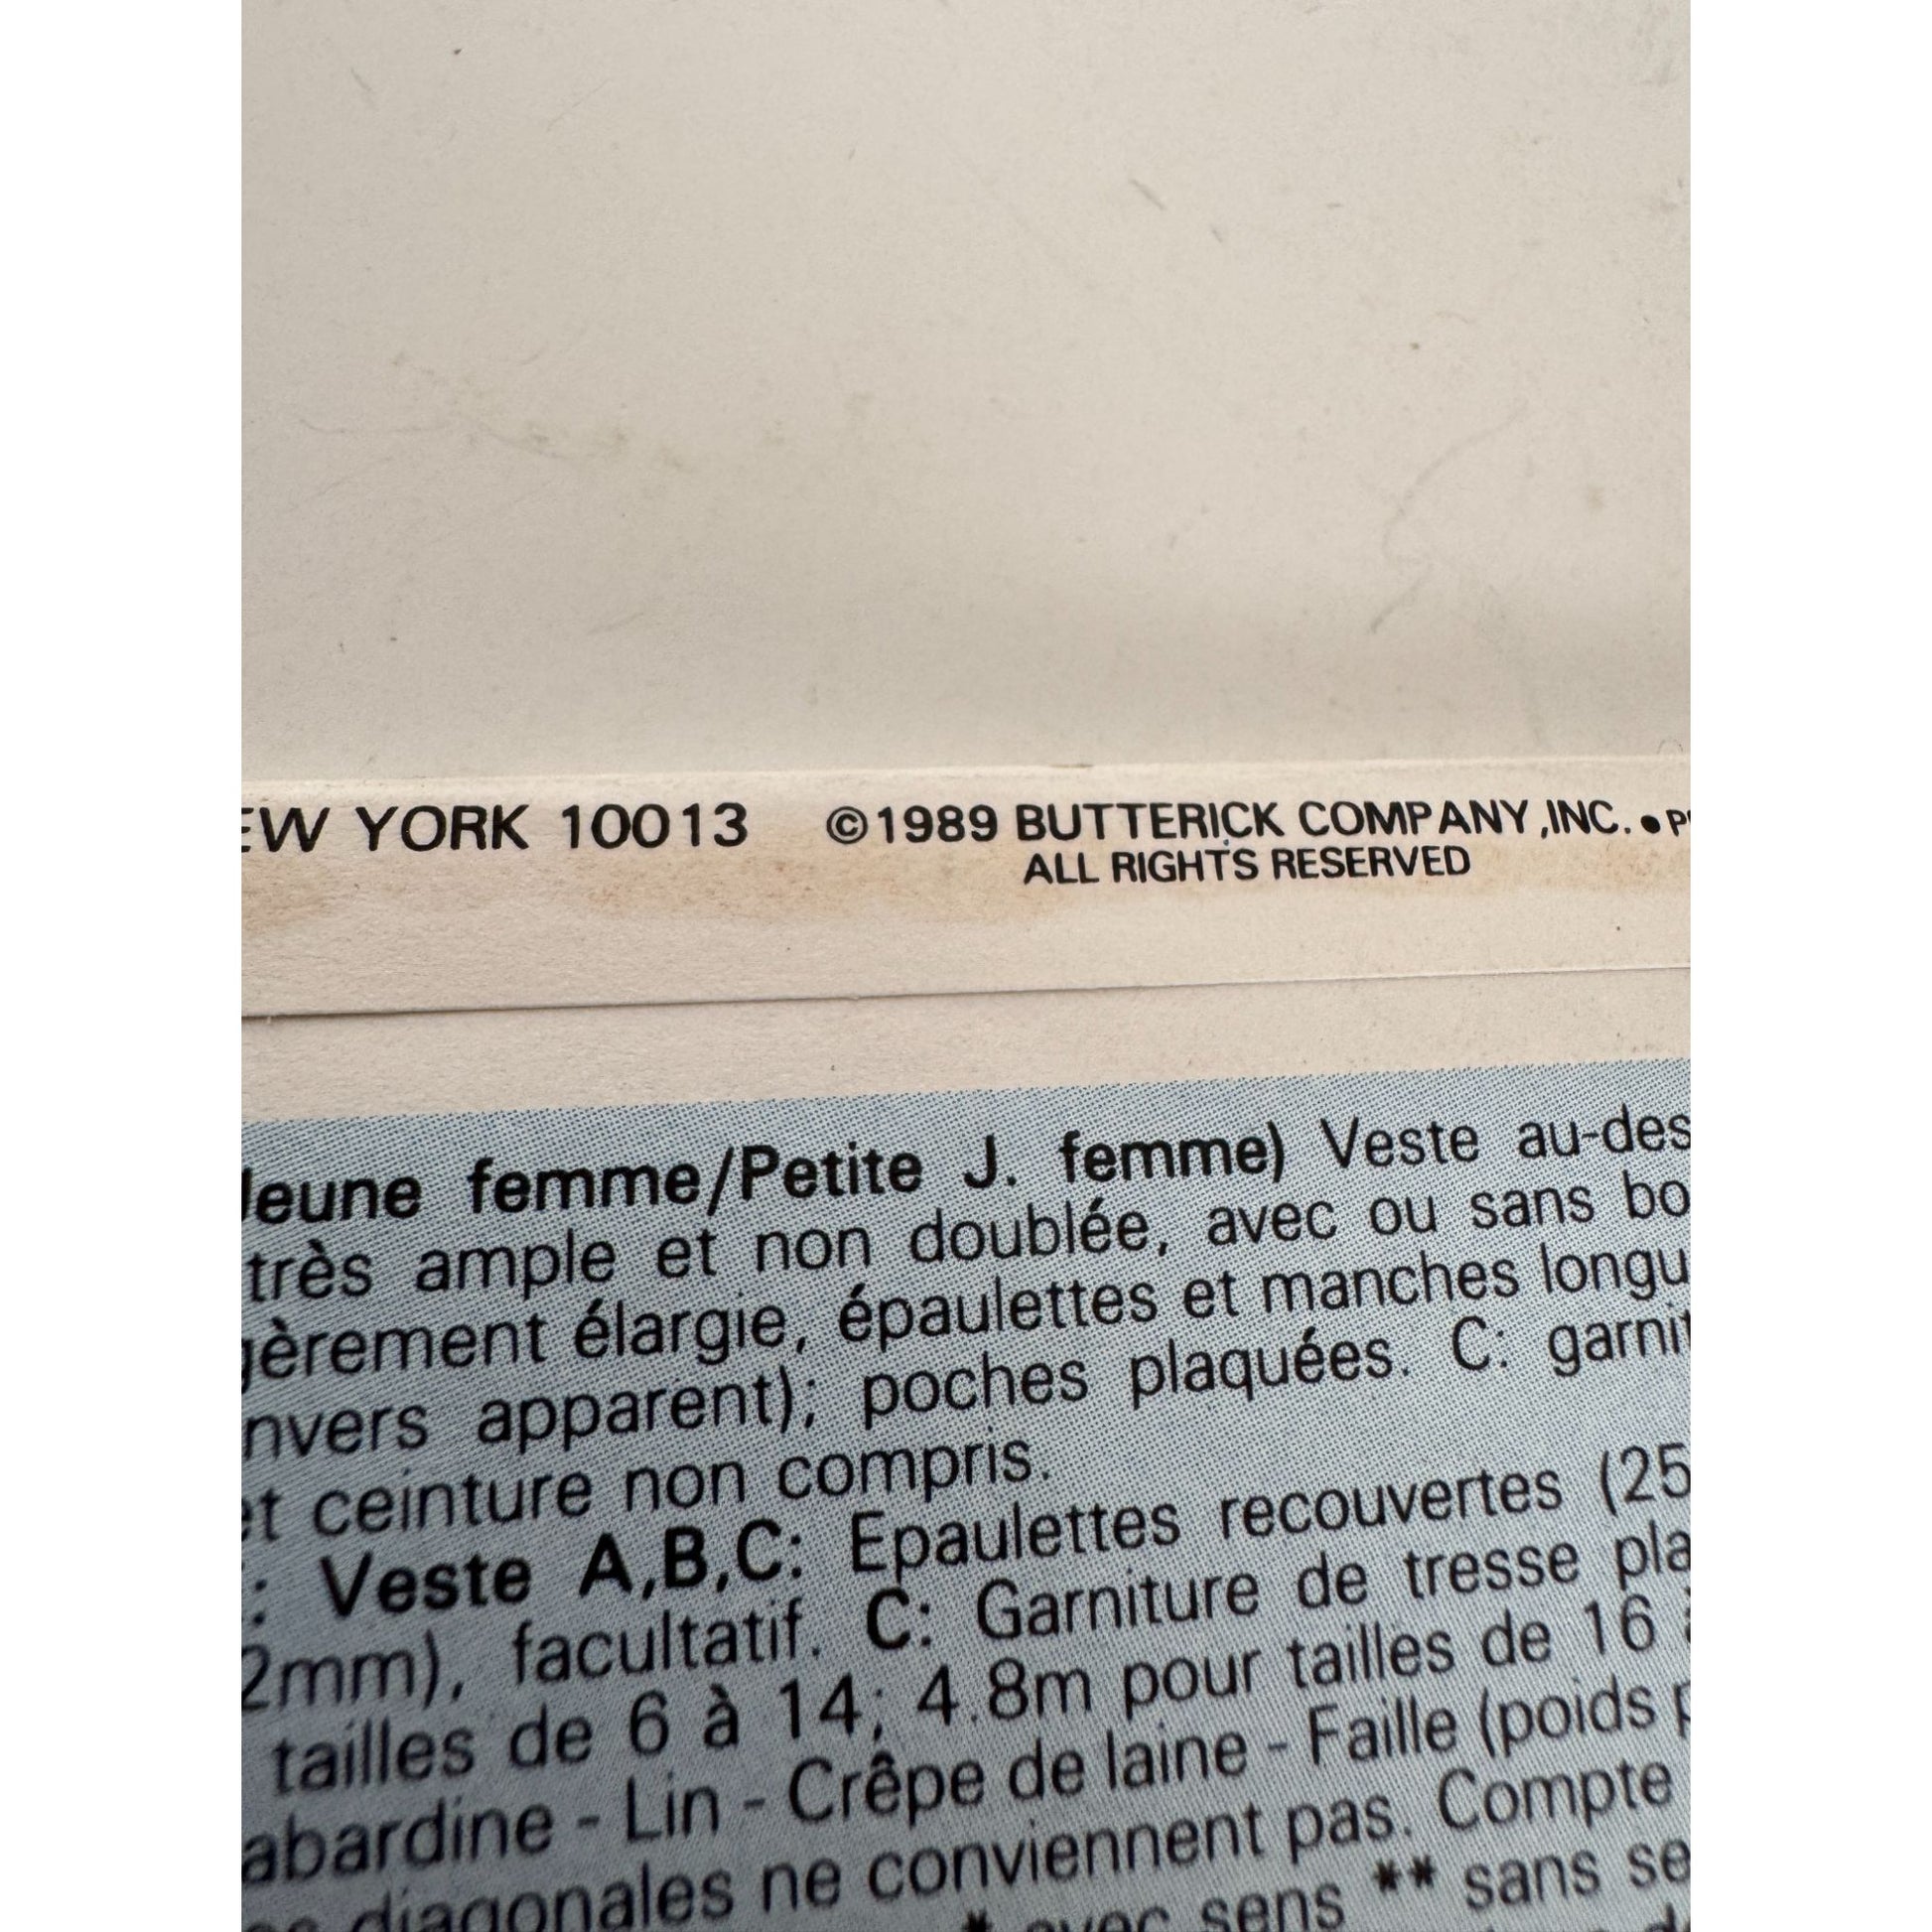 EW YORK 10013 ©1989 BUTTERICK COMPANY,INC. •
ALL RIGHTS RESERVED
Jeune femme/Petite J. femme) Veste au-des
très ample et non doublée, avec ou sans bo
gèrement élargie, épaulettes et manches longu
nvers apparent); poches plaquées. C: garnit
et ceinture non compris.
: Veste A,B,C: Epaulettes recouvertes (25
2mm), facultatif. C: Garniture de tresse pla
tailles de 6 à 14; 4.8m pour tailles de 16
abardine - Lin - Crêpe de laine - Faille (poids
diagonales ne conviennent pas. Compte
* avec sens ** sans se